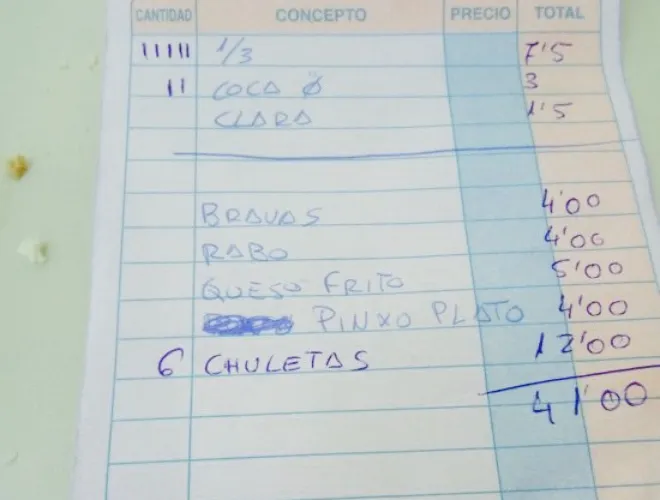 CANTIDAD CONCEPTO PRECIO TOTAL
IIIII 1/3 7'5
II COCA Ø 3
CLARA 1'5
BRAVAS 4'00
RABO 4'00
QUESO FRITO 5'00
PINXO PLATO 4'00
6 CHULETAS 12'00
41'00